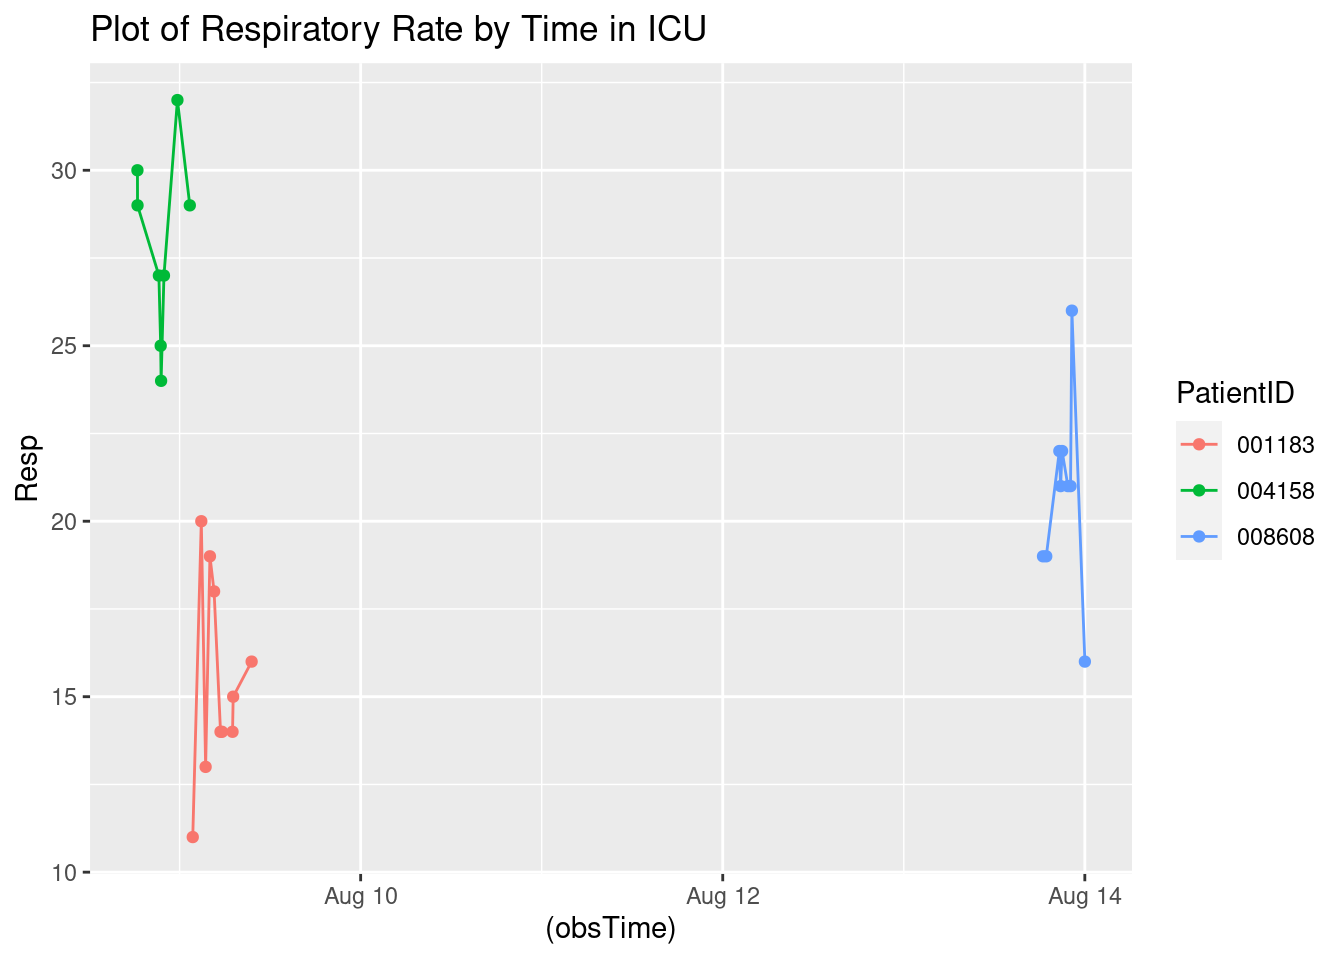 Plot of Respiratory Rate by Time in ICU
Resp
30
25
20
15
10
Aug 10
Aug 12
Aug 14
(obsTime)
PatientID
001183
004158
008608